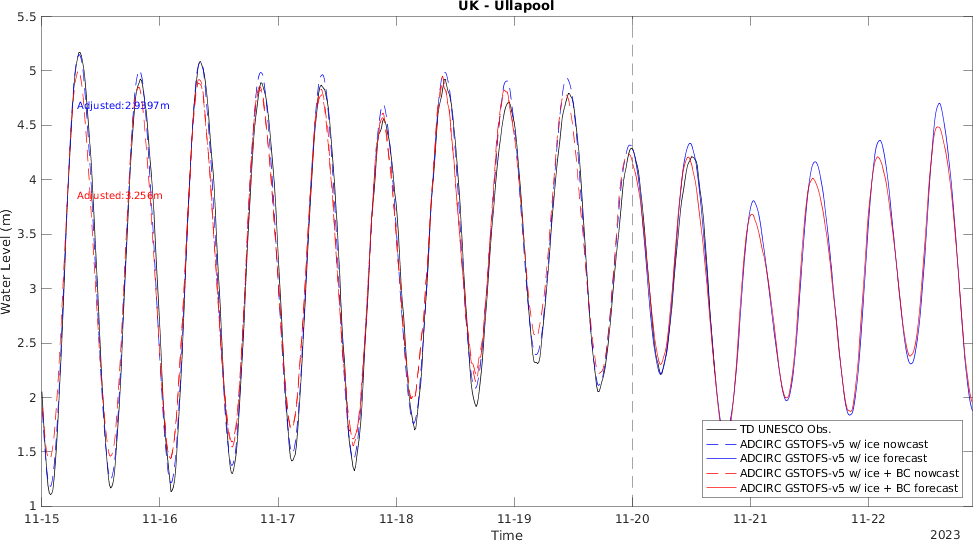 UK - Ullapool
5.5
5
4.5
4
3.5
3
2.5
2
1.5
1
Water Level (m)
Adjusted:2.9397m
Adjusted:3.256m
TD UNESCO Obs.
ADCIRC GSTOFS-v5 w/ ice nowcast
ADCIRC GSTOFS-v5 w/ ice forecast
ADCIRC GSTOFS-v5 w/ ice + BC nowcast
ADCIRC GSTOFS-v5 w/ ice + BC forecast
11-15 11-16 11-17 11-18 11-19 11-20 11-21 11-22
Time
2023